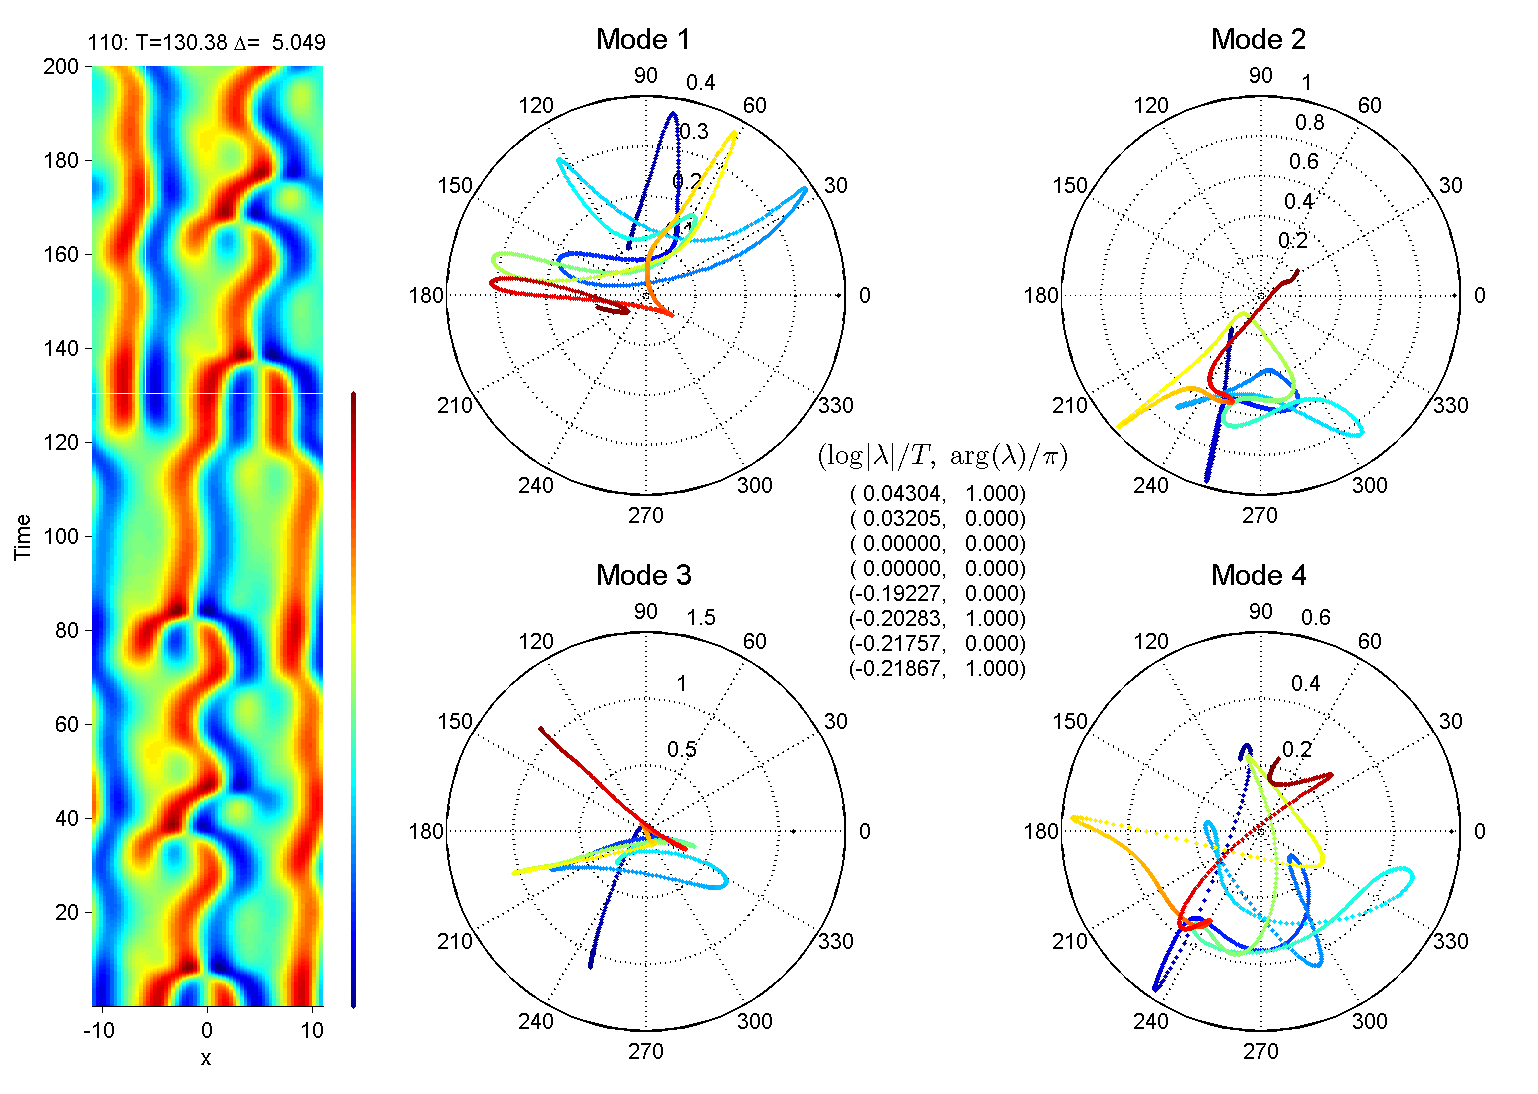 110: T=130.38 Δ= 5.049
200
180
160
140
120
100
80
60
40
20
Time
-10 0 10
x
Mode 1
90 0.4
120 60
0.3
150 0.2 30
180 0
210 330
240 300
270
Mode 2
90 1
120 0.8 60
0.6
150 0.4 30
0.2
180 0
210 330
240 300
270
(log|λ|/T, arg(λ)/π)
( 0.04304, 1.000)
( 0.03205, 0.000)
( 0.00000, 0.000)
( 0.00000, 0.000)
(-0.19227, 0.000)
(-0.20283, 1.000)
(-0.21757, 0.000)
(-0.21867, 1.000)
Mode 3
90 1.5
120 60
1
150 0.5 30
180 0
210 330
240 300
270
Mode 4
90 0.6
120 60
0.4
150 0.2 30
180 0
210 330
240 300
270